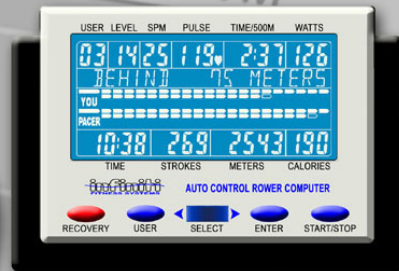 USER LEVEL SPM PULSE TIME/500M WATTS
03 14 25 119 2:37 126
BEHIND 75 METERS
YOU
PACER
10:38 269 2543 190
TIME STROKES METERS CALORIES
FITNESS SYSTEMS AUTO CONTROL ROWER COMPUTER
RECOVERY USER SELECT ENTER START/STOP